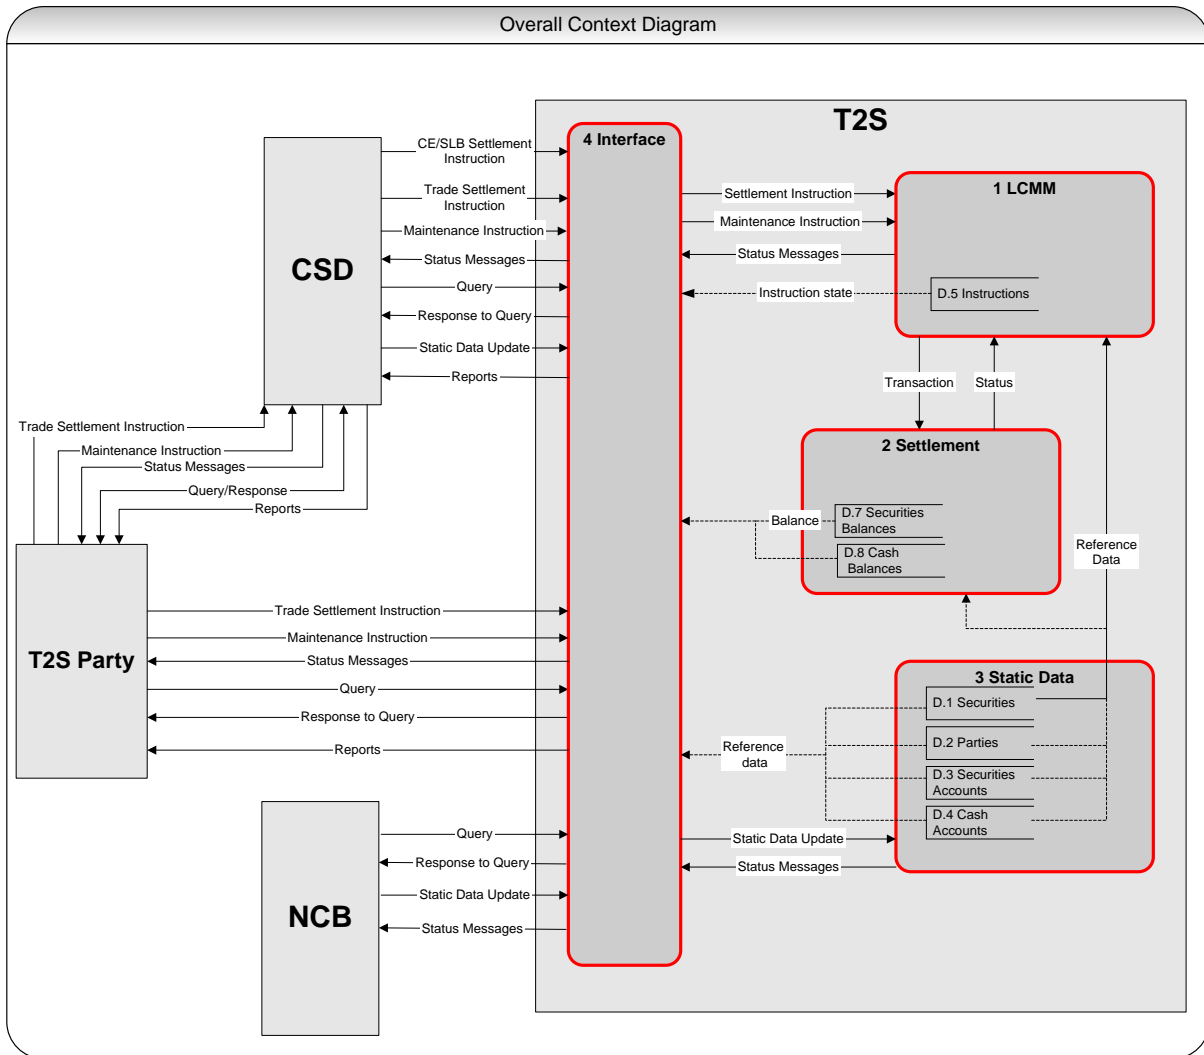 Overall Context Diagram
T2S
4 Interface
CSD
CE/SLB Settlement
Instruction
Trade Settlement
Instruction
Maintenance Instruction
Status Messages
Query
Response to Query
Static Data Update
Reports
Settlement Instruction
Maintenance Instruction
Status Messages
Instruction state
1 LCMM
D.5 Instructions
Transaction
Status
2 Settlement
Balance
D.7 Securities
Balances
D.8 Cash
Balances
Reference
Data
Trade Settlement Instruction
Maintenance Instruction
Status Messages
Query/Response
Reports
T2S Party
Trade Settlement Instruction
Maintenance Instruction
Status Messages
Query
Response to Query
Reports
3 Static Data
D.1 Securities
D.2 Parties
D.3 Securities
Accounts
D.4 Cash
Accounts
Reference
data
Static Data Update
Status Messages
NCB
Query
Response to Query
Static Data Update
Status Messages